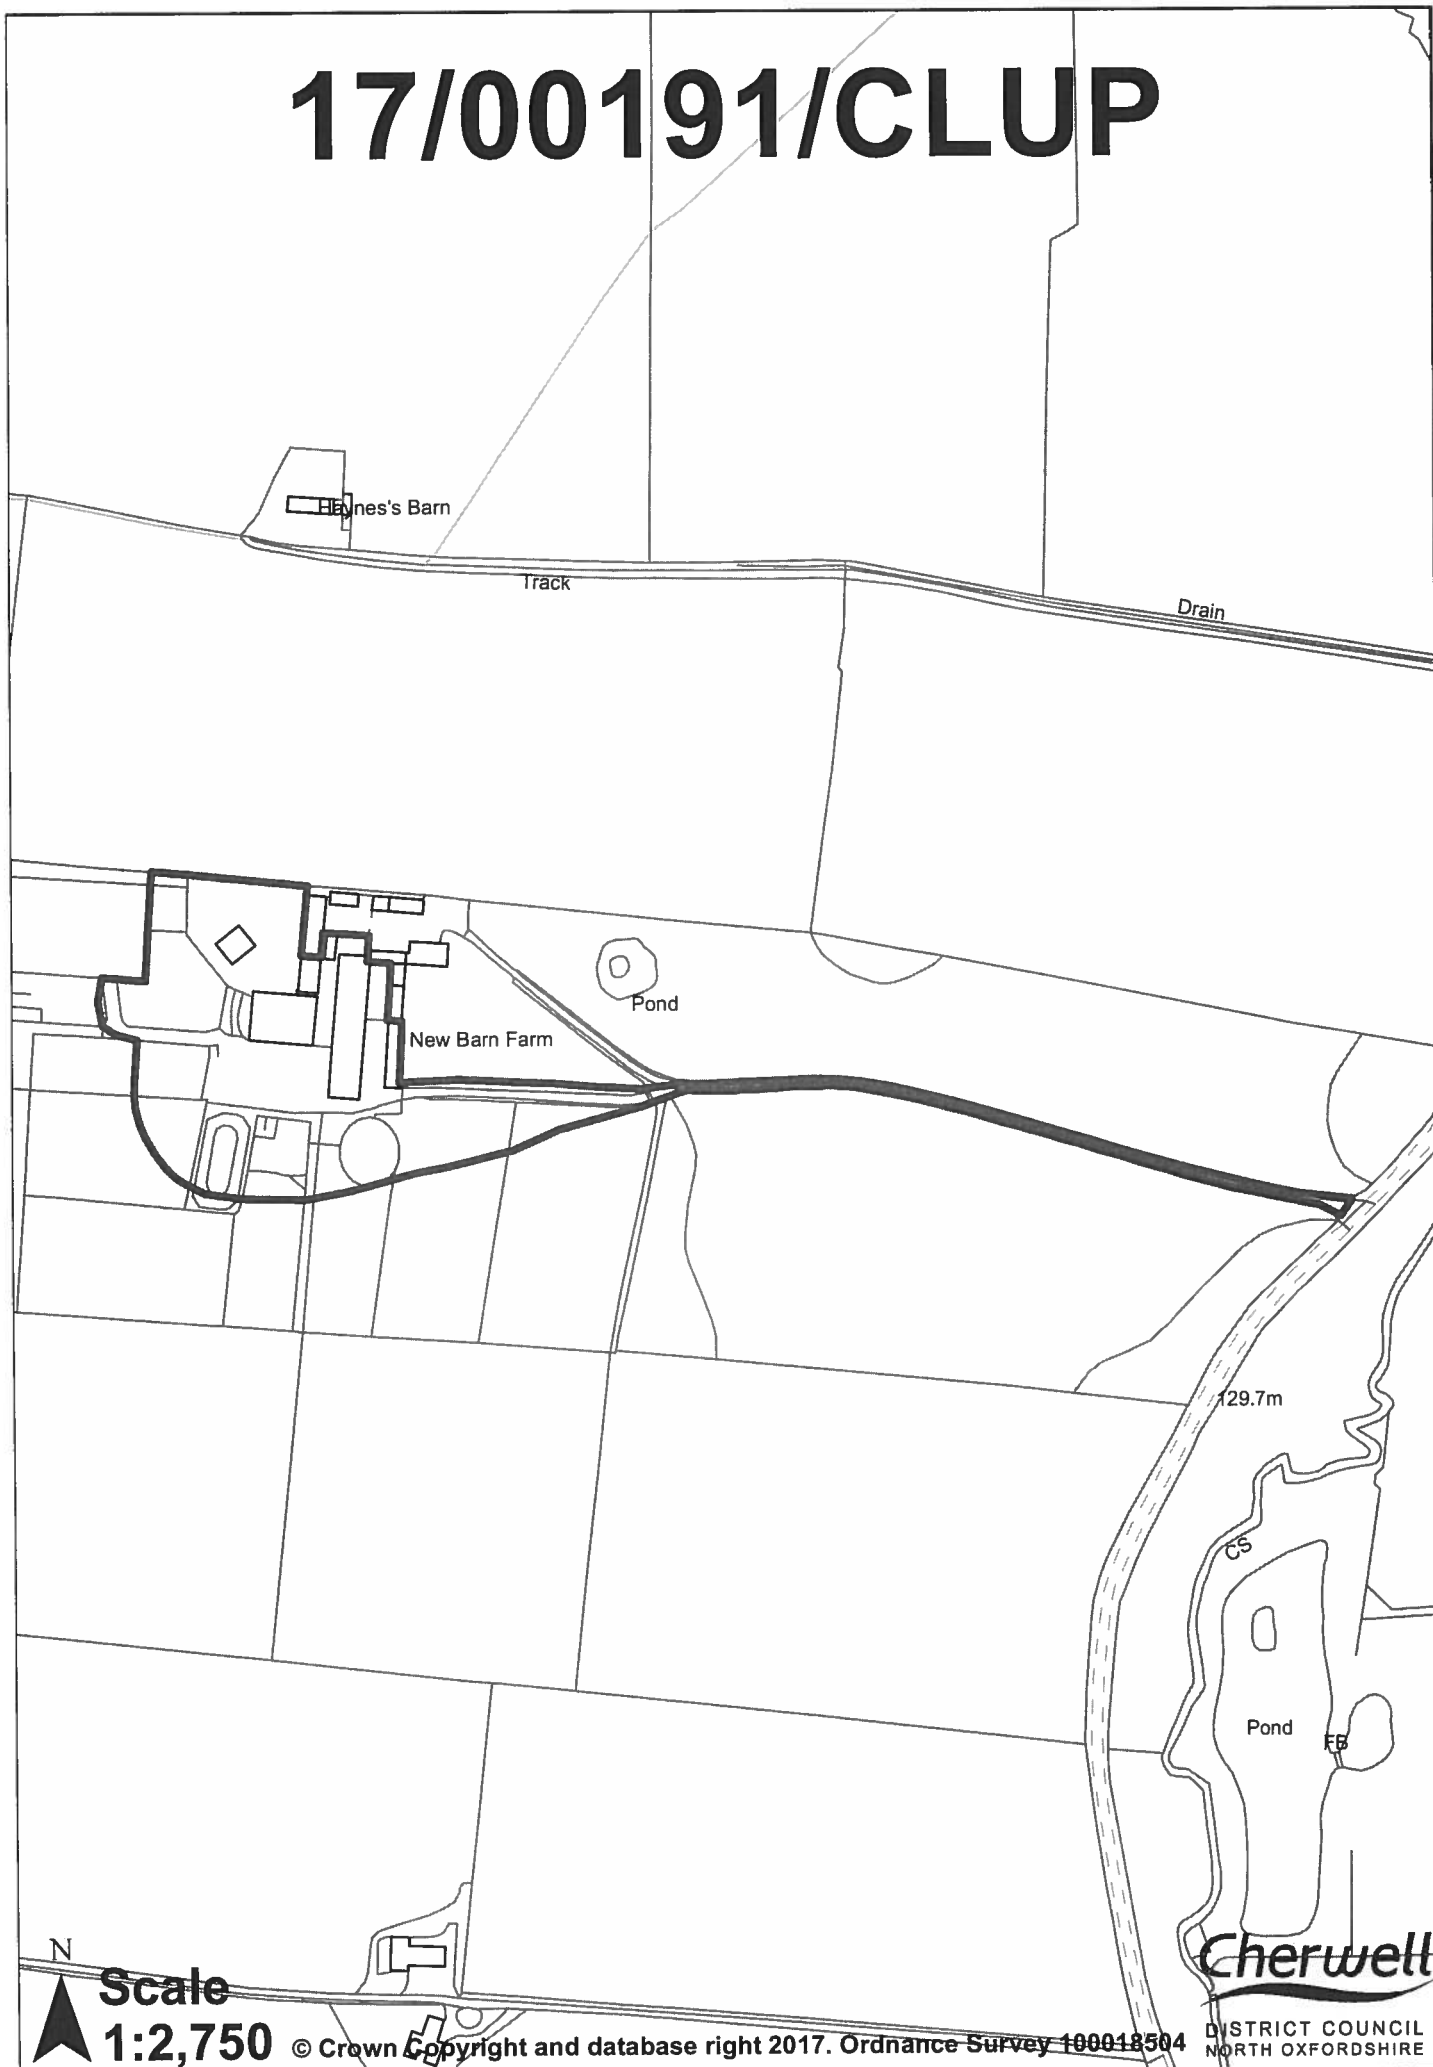 17/00191/CLUP
Haynes's Barn
Track
Drain
Pond
New Barn Farm
129.7m
CS
Pond
FB
N
Scale
1:2,750
© Crown Copyright and database right 2017. Ordnance Survey 100018504
Cherwell
DISTRICT COUNCIL
NORTH OXFORDSHIRE